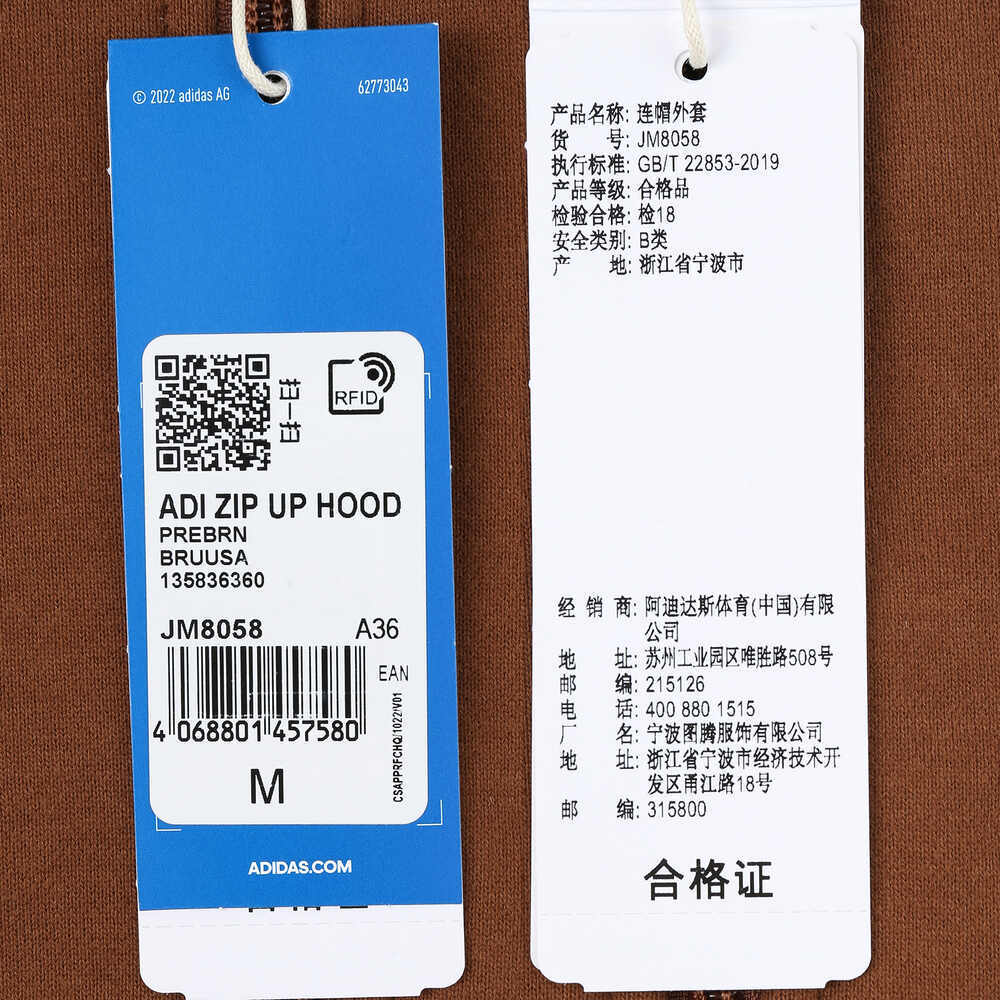 © 2022 adidas AG
62773043
扫一扫
RFID
ADI ZIP UP HOOD
PREBRN
BRUUSA
135836360
JM8058
A36
EAN
4 068801 457580
CSAPPRFCHQ/1022/V01
M
ADIDAS.COM
产品名称: 连帽外套
货 号: JM8058
执行标准: GB/T 22853-2019
产品等级: 合格品
检验合格: 检18
安全类别: B类
产 地: 浙江省宁波市
经 销 商: 阿迪达斯体育(中国)有限
公司
地 址: 苏州工业园区唯胜路508号
邮 编: 215126
电 话: 400 880 1515
厂 名: 宁波图腾服饰有限公司
地 址: 浙江省宁波市经济技术开
发区甬江路18号
邮 编: 315800
合格证